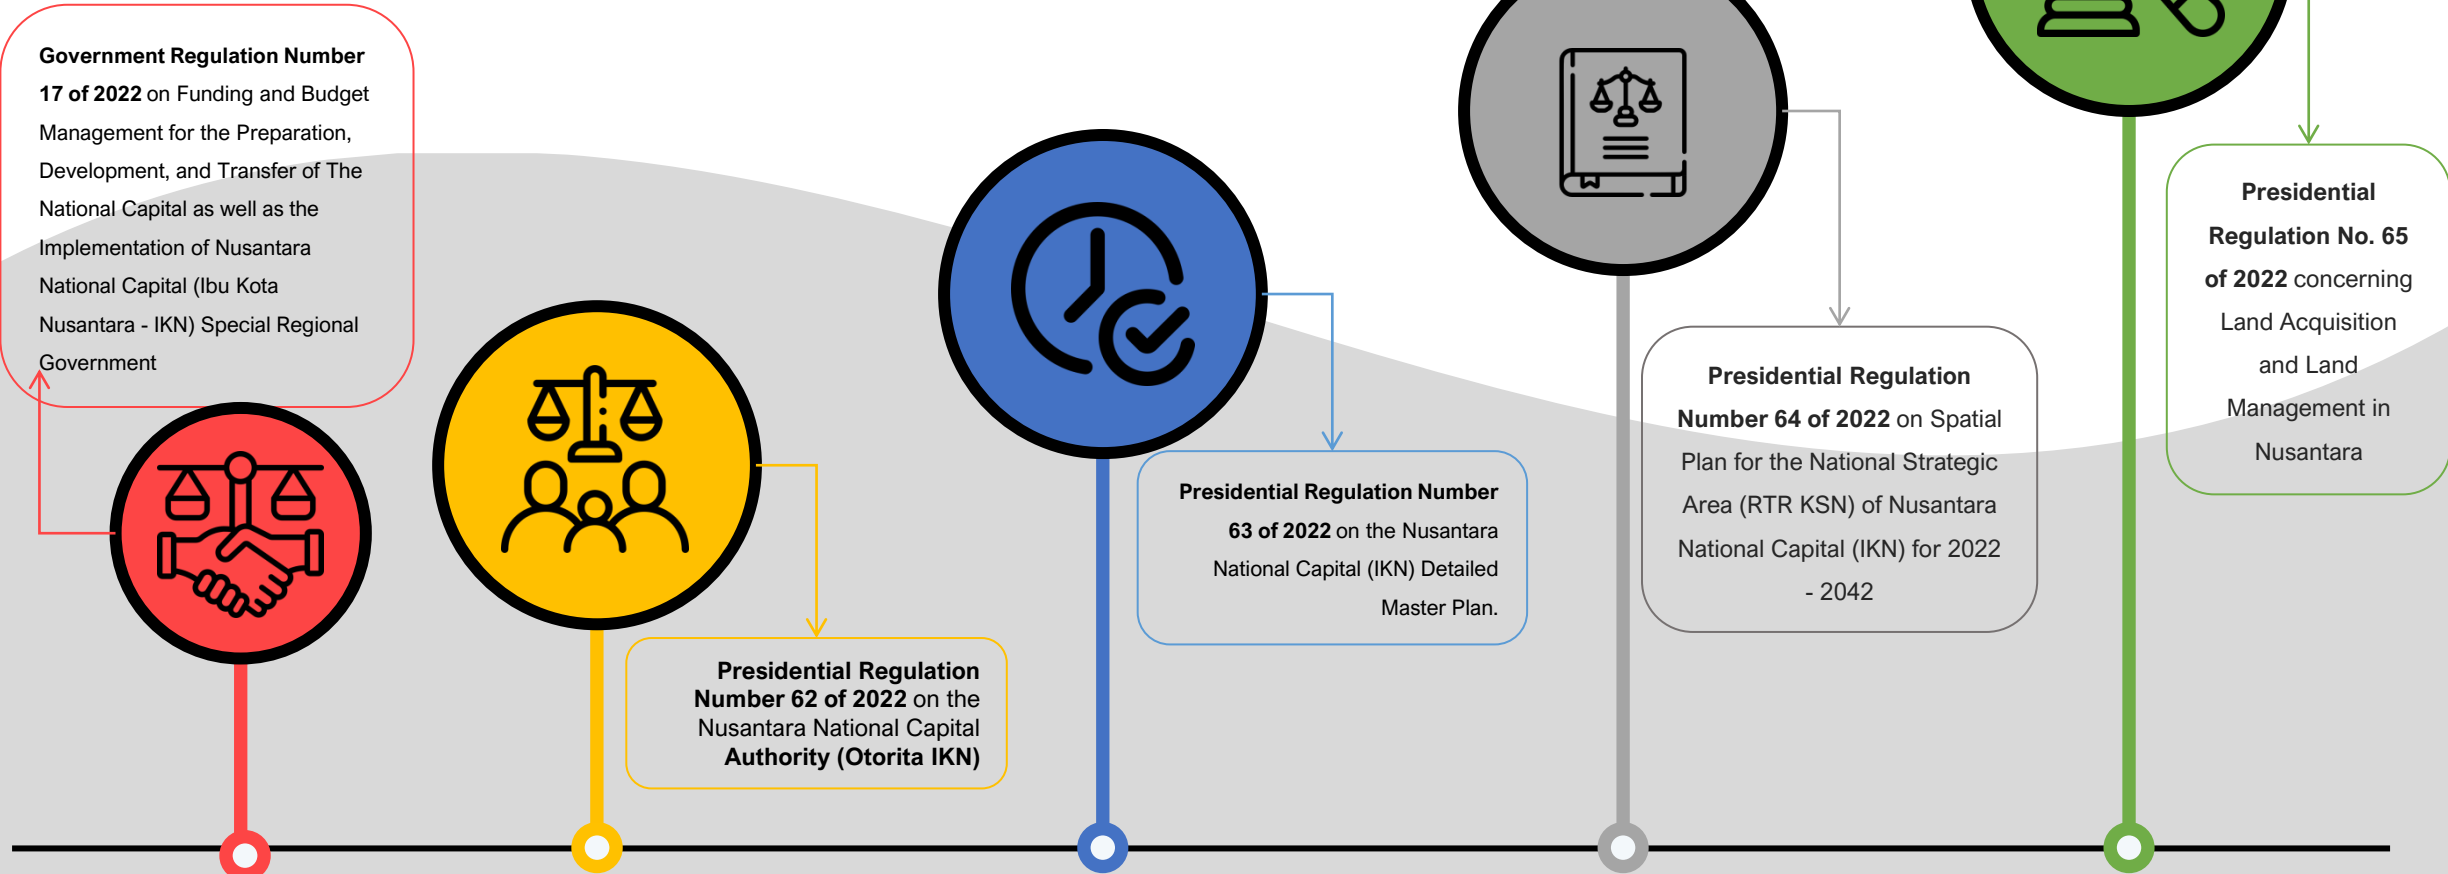 Government Regulation Number
17 of 2022 on Funding and Budget
Management for the Preparation,
Development, and Transfer of The
National Capital as well as the
Implementation of Nusantara
National Capital (Ibu Kota
Nusantara - IKN) Special Regional
Government
Presidential Regulation
Number 62 of 2022 on the
Nusantara National Capital
Authority (Otorita IKN)
Presidential Regulation Number
63 of 2022 on the Nusantara
National Capital (IKN) Detailed
Master Plan.
Presidential Regulation
Number 64 of 2022 on Spatial
Plan for the National Strategic
Area (RTR KSN) of Nusantara
National Capital (IKN) for 2022
- 2042
Presidential
Regulation No. 65
of 2022 concerning
Land Acquisition
and Land
Management in
Nusantara